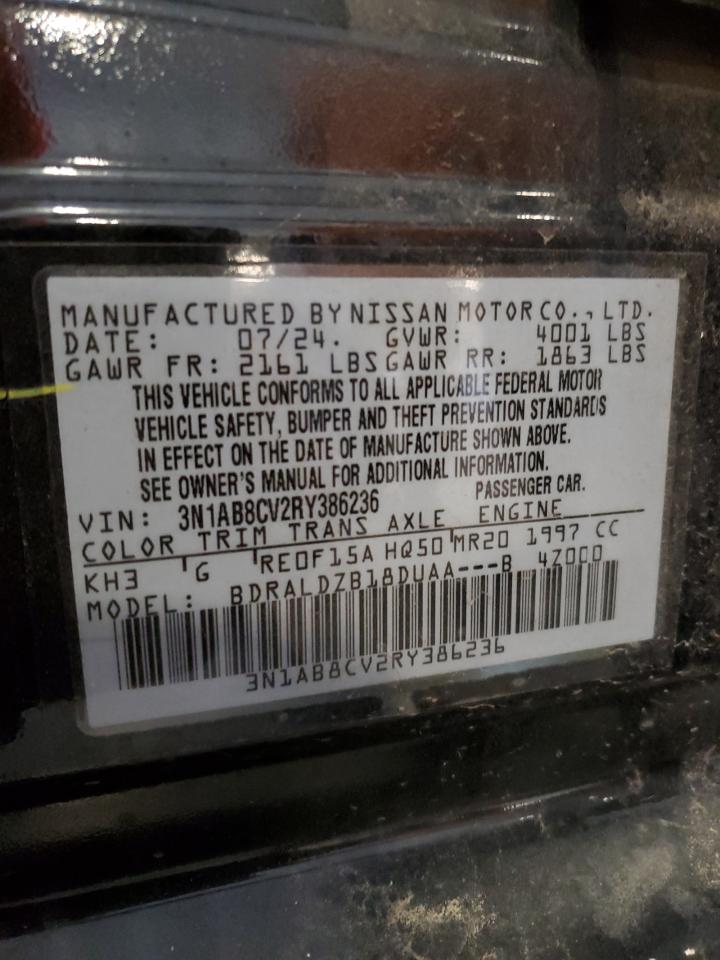 MANUFACTURED BY NISSAN MOTOR CO., LTD.
DATE: 07/24. GVWR: 4001 LBS
GAWR FR: 2161 LBS GAWR RR: 1863 LBS
THIS VEHICLE CONFORMS TO ALL APPLICABLE FEDERAL MOTOR
VEHICLE SAFETY, BUMPER AND THEFT PREVENTION STANDARDS
IN EFFECT ON THE DATE OF MANUFACTURE SHOWN ABOVE.
SEE OWNER'S MANUAL FOR ADDITIONAL INFORMATION.
PASSENGER CAR.
VIN: 3N1AB8CV2RY386236
COLOR TRIM TRANS AXLE ENGINE
KH3 G RE0F15A HQ50 MR20 1997 CC
MODEL: BDRALDZB18DUAA---B 4Z000
3N1AB8CV2RY386236